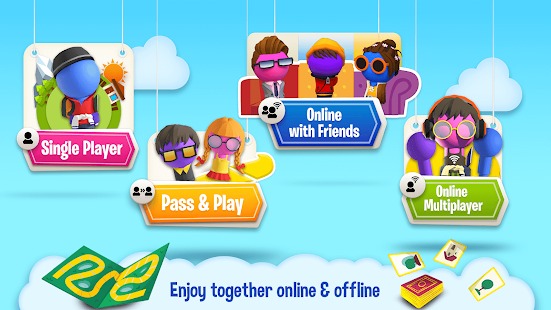 Single Player
Pass & Play
Online
with Friends
Online
Multiplayer
Enjoy together online & offline